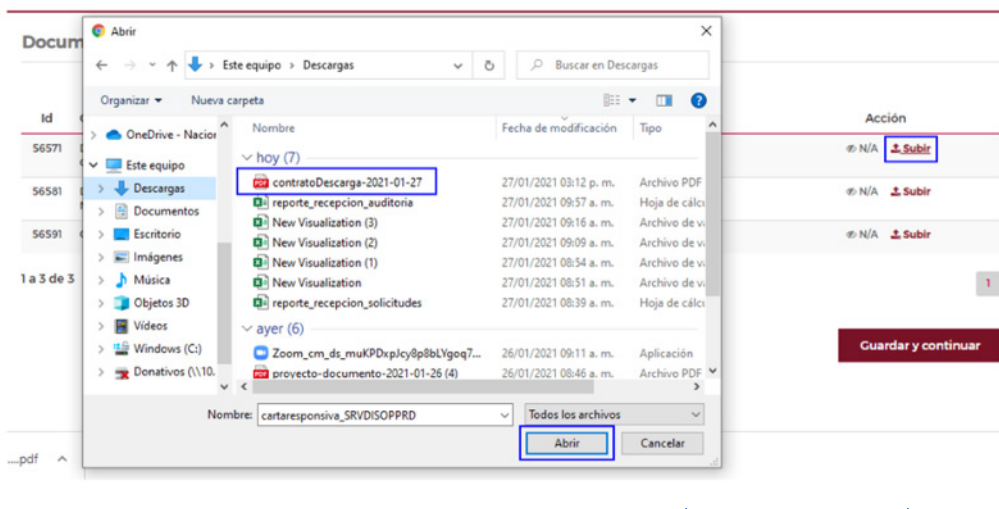 Docum
Abrir
Este equipo > Descargas
Buscar en Descargas
Organizar
Nueva carpeta
Id
Acción
OneDrive - Nacior
Nombre
Fecha de modificación
Tipo
56571
N/A Subir
Este equipo
hoy (7)
Descargas
contratoDescarga-2021-01-27
27/01/2021 03:12 p. m.
Archivo PDF
56581
reporte_recepcion_auditoria
27/01/2021 09:57 a. m.
Hoja de cálcu
N/A Subir
Documentos
New Visualization (3)
27/01/2021 09:16 a. m.
Archivo de va
56591
Escritorio
New Visualization (2)
27/01/2021 09:09 a. m.
Archivo de va
N/A Subir
Imágenes
New Visualization (1)
27/01/2021 08:54 a. m.
Archivo de va
1 a 3 de 3
Música
New Visualization
27/01/2021 08:51 a. m.
Archivo de va
1
Objetos 3D
reporte_recepcion_solicitudes
27/01/2021 08:39 a. m.
Hoja de cálcu
Vídeos
ayer (6)
Windows (C:)
Zoom_cm_ds_muKPDxpJcy8p8bLYgoq7...
26/01/2021 09:11 a. m.
Aplicación
Guardar y continuar
Donativos (\\10.
proyecto-documento-2021-01-26 (4)
26/01/2021 08:46 a. m.
Archivo PDF
Nombre: cartaresponsiva_SRVDISOPPRD
Todos los archivos
Abrir
Cancelar
....pdf